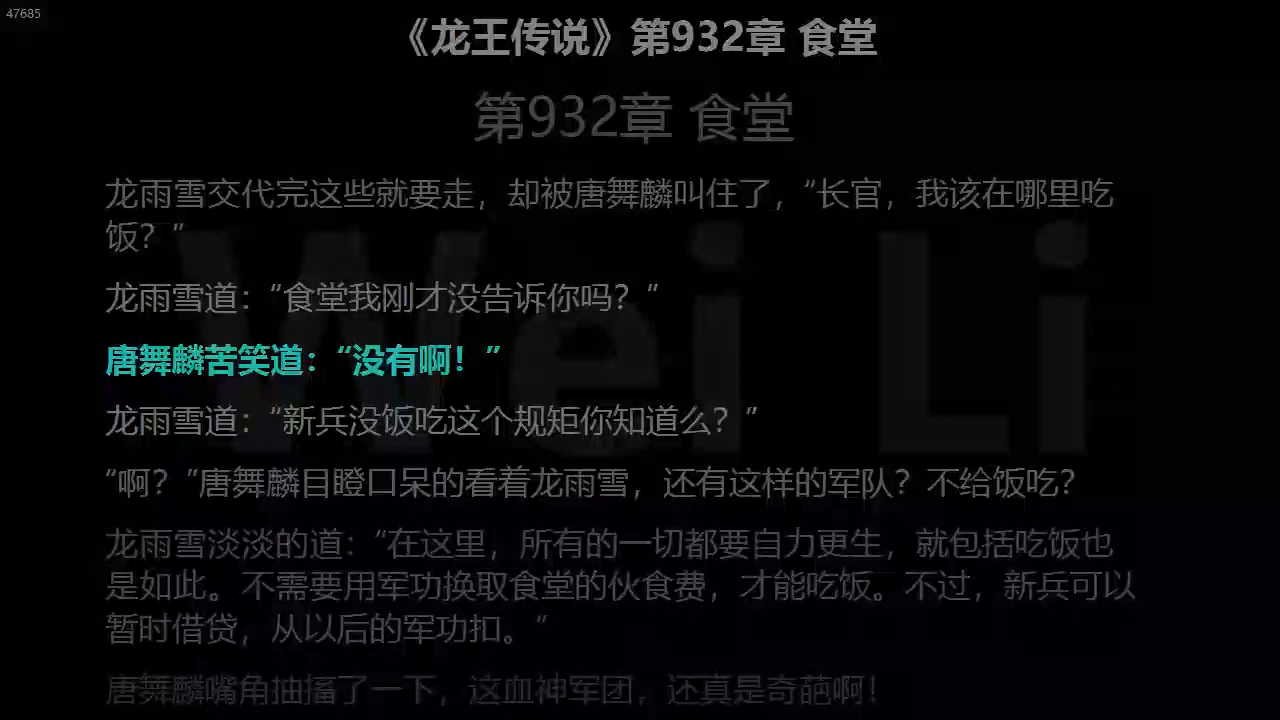 47685
《龙王传说》第932章 食堂
第932章 食堂
龙雨雪交代完这些就要走，却被唐舞麟叫住了，“长官，我该在哪里吃
饭？”
龙雨雪道：“食堂我刚才没告诉你吗？”
唐舞麟苦笑道：“没有啊！”
龙雨雪道：“新兵没饭吃这个规矩你知道么？”
“啊？”唐舞麟目瞪口呆的看着龙雨雪，还有这样的军队？不给饭吃？
龙雨雪淡淡的道：“在这里，所有的一切都要自力更生，就包括吃饭也
是如此。不需要用军功换取食堂的伙食费，才能吃饭。不过，新兵可以
暂时借贷，从以后的军功扣。”
唐舞麟嘴角抽搐了一下，这血神军团，还真是奇葩啊！
Wei Li